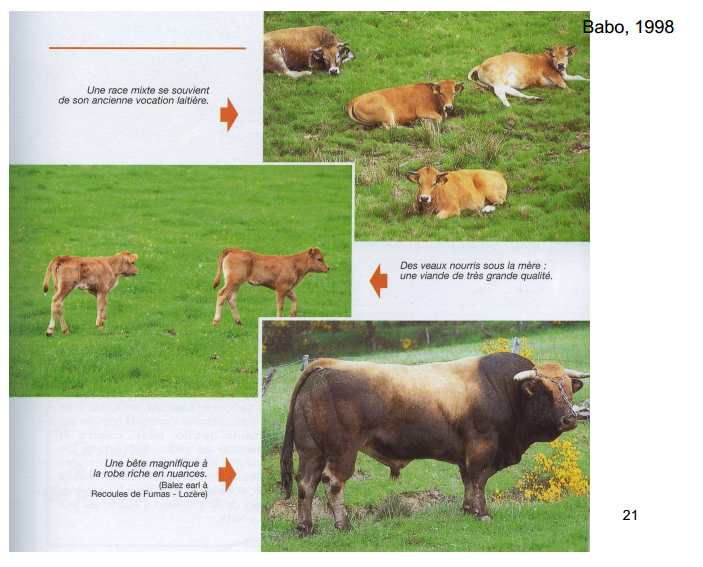 Babo, 1998
Une race mixte se souvient
de son ancienne vocation laitière.
Des veaux nourris sous la mère :
une viande de très grande qualité.
Une bête magnifique à
la robe riche en nuances.
(Balez earl à
Recoules de Fumas - Lozère)
21